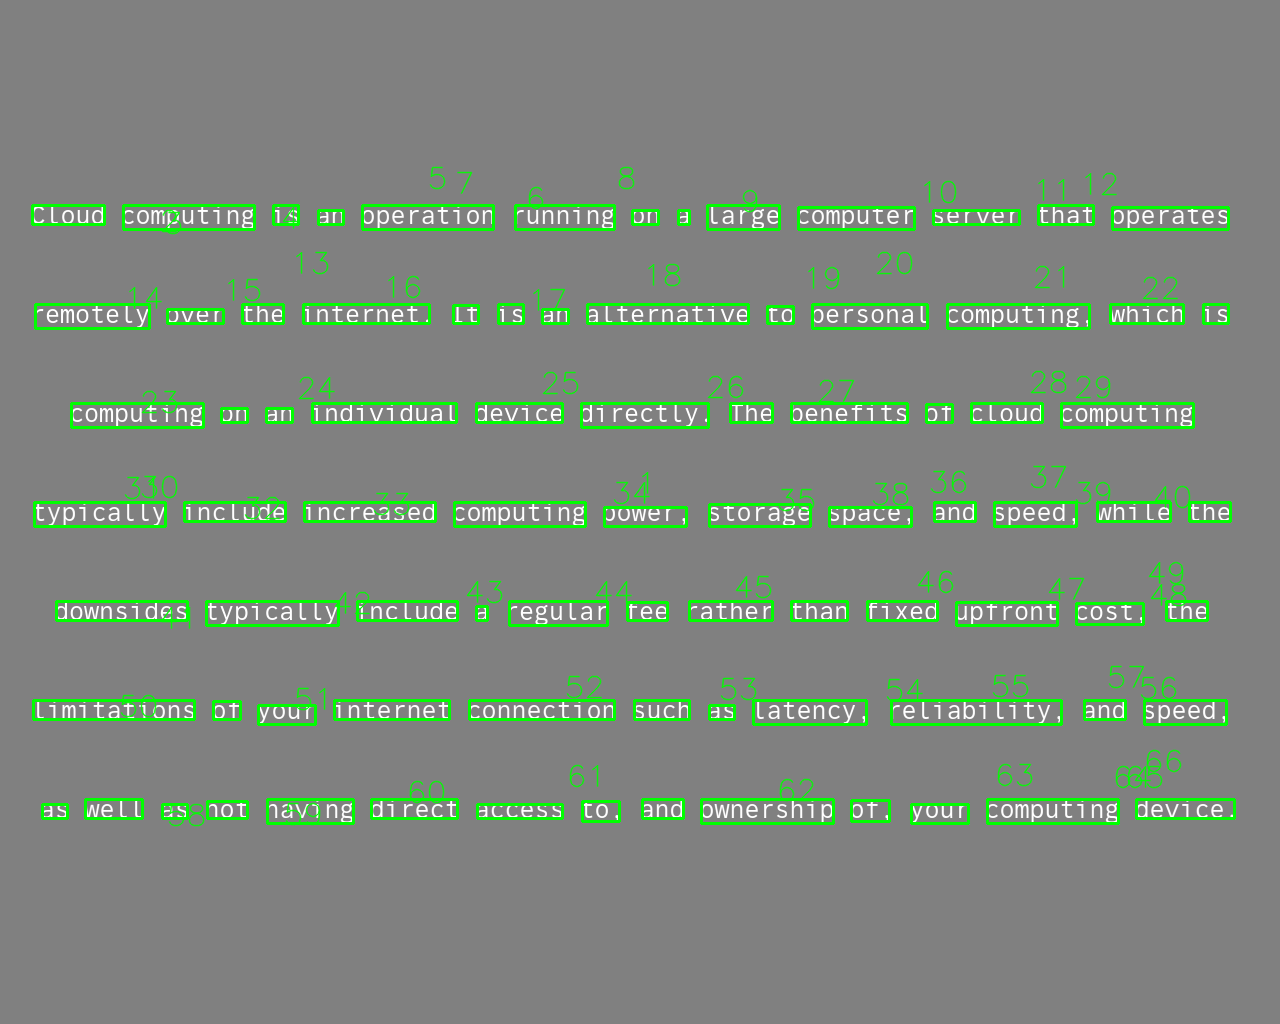 Cloud computing is an operation running on a large computer server that operates
remotely over the internet. It is an alternative to personal computing, which is
computing on an individual device directly. The benefits of cloud computing
typically include increased computing power, storage space, and speed, while the
downsides typically include a regular fee rather than fixed upfront cost, the
limitations of your internet connection such as latency, reliability, and speed,
as well as not having direct access to, and ownership of, your computing device.